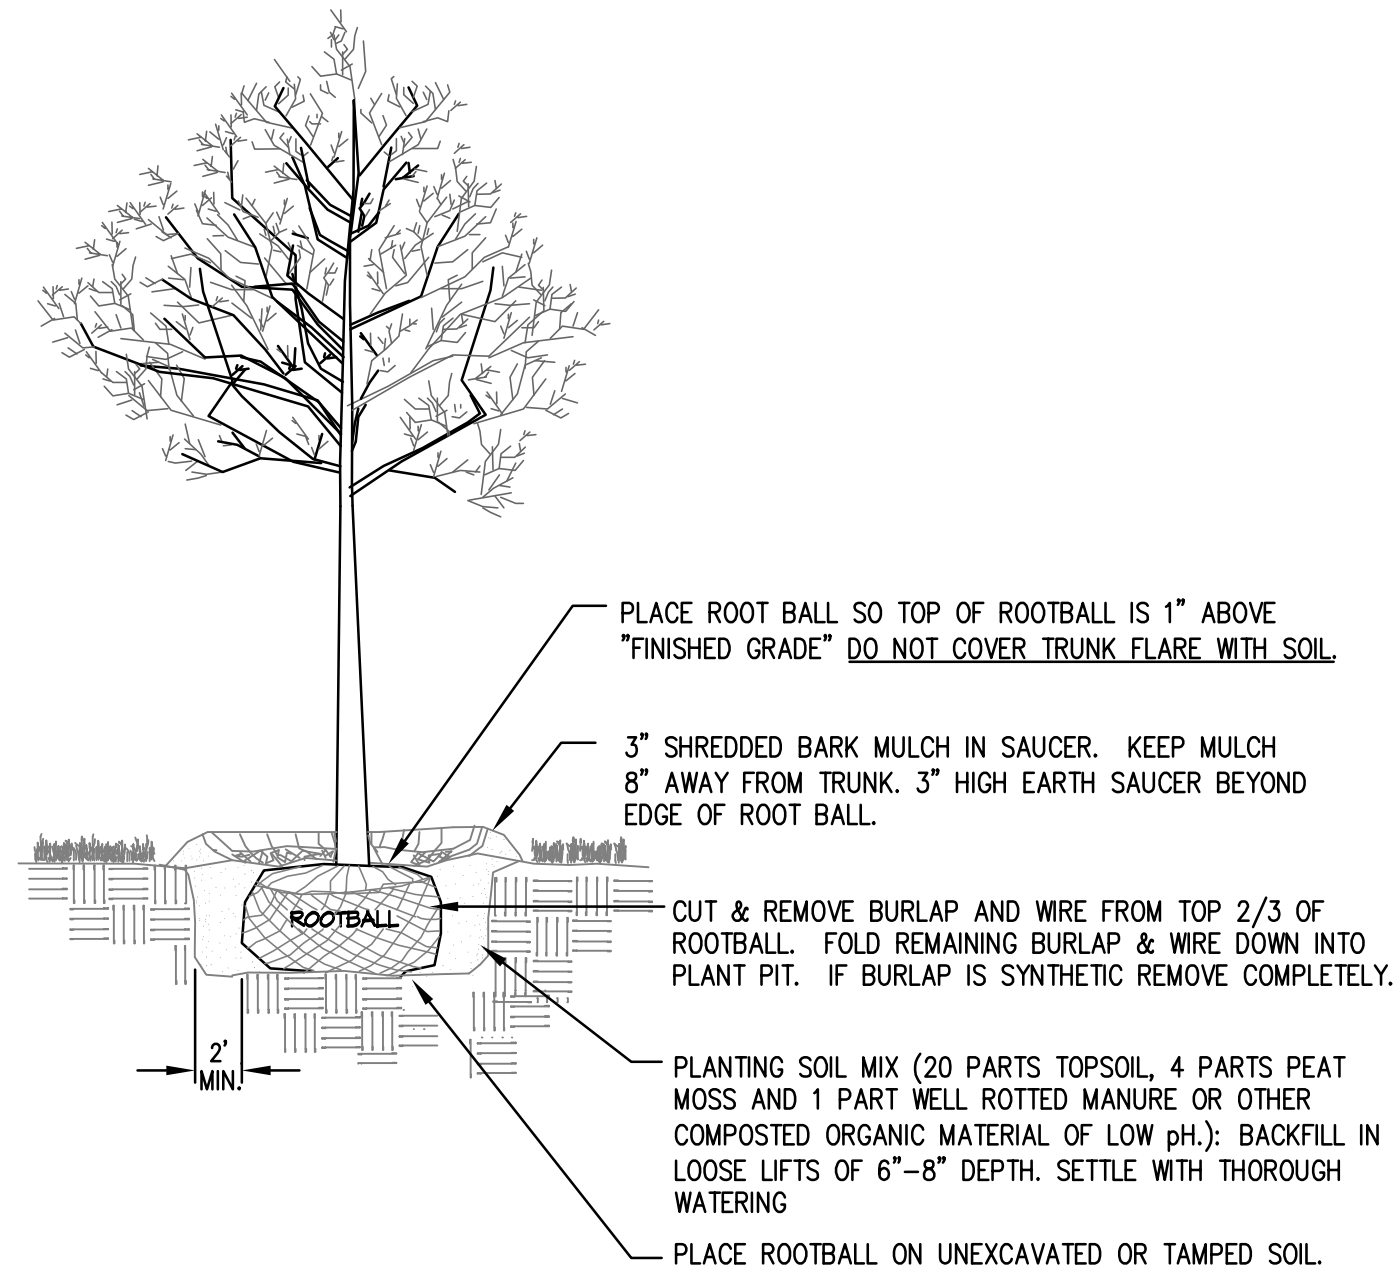 PLACE ROOT BALL SO TOP OF ROOTBALL IS 1" ABOVE
"FINISHED GRADE" DO NOT COVER TRUNK FLARE WITH SOIL.
3" SHREDDED BARK MULCH IN SAUCER. KEEP MULCH
8" AWAY FROM TRUNK. 3" HIGH EARTH SAUCER BEYOND
EDGE OF ROOT BALL.
ROOTBALL
CUT & REMOVE BURLAP AND WIRE FROM TOP 2/3 OF
ROOTBALL. FOLD REMAINING BURLAP & WIRE DOWN INTO
PLANT PIT. IF BURLAP IS SYNTHETIC REMOVE COMPLETELY.
2'
MIN.
PLANTING SOIL MIX (20 PARTS TOPSOIL, 4 PARTS PEAT
MOSS AND 1 PART WELL ROTTED MANURE OR OTHER
COMPOSTED ORGANIC MATERIAL OF LOW pH.): BACKFILL IN
LOOSE LIFTS OF 6"-8" DEPTH. SETTLE WITH THOROUGH
WATERING
PLACE ROOTBALL ON UNEXCAVATED OR TAMPED SOIL.